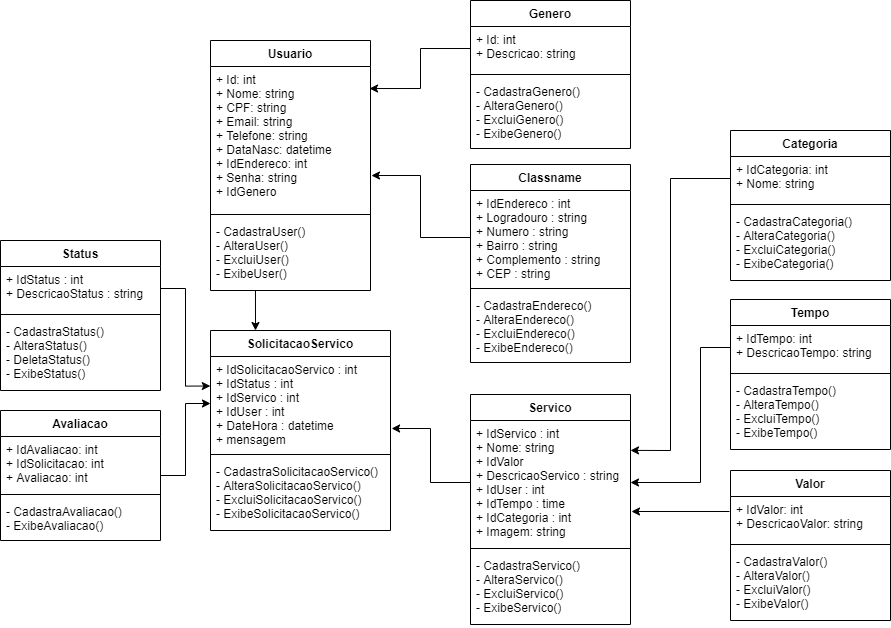 Genero
+ Id: int
+ Descricao: string
- CadastraGenero()
- AlteraGenero()
- ExcluiGenero()
- ExibeGenero()
Usuario
+ Id: int
+ Nome: string
+ CPF: string
+ Email: string
+ Telefone: string
+ DataNasc: datetime
+ IdEndereco: int
+ Senha: string
+ IdGenero
- CadastraUser()
- AlteraUser()
- ExcluiUser()
- ExibeUser()
Classname
+ IdEndereco : int
+ Logradouro : string
+ Numero : string
+ Bairro : string
+ Complemento : string
+ CEP : string
- CadastraEndereco()
- AlteraEndereco()
- ExcluiEndereco()
- ExibeEndereco()
Categoria
+ IdCategoria: int
+ Nome: string
- CadastraCategoria()
- AlteraCategoria()
- ExcluiCategoria()
- ExibeCategoria()
Status
+ IdStatus : int
+ DescricaoStatus : string
- CadastraStatus()
- AlteraStatus()
- DeletaStatus()
- ExibeStatus()
SolicitacaoServico
+ IdSolicitacaoServico : int
+ IdStatus : int
+ IdServico : int
+ IdUser : int
+ DateHora : datetime
+ mensagem
- CadastraSolicitacaoServico()
- AlteraSolicitacaoServico()
- ExcluiSolicitacaoServico()
- ExibeSolicitacaoServico()
Tempo
+ IdTempo: int
+ DescricaoTempo: string
- CadastraTempo()
- AlteraTempo()
- ExcluiTempo()
- ExibeTempo()
Avaliacao
+ IdAvaliacao: int
+ IdSolicitacao: int
+ Avaliacao: int
- CadastraAvaliacao()
- ExibeAvaliacao()
Servico
+ IdServico : int
+ Nome: string
+ IdValor
+ DescricaoServico : string
+ IdUser : int
+ IdTempo : time
+ IdCategoria : int
+ Imagem: string
- CadastraServico()
- AlteraServico()
- ExcluiServico()
- ExibeServico()
Valor
+ IdValor: int
+ DescricaoValor: string
- CadastraValor()
- AlteraValor()
- ExcluiValor()
- ExibeValor()